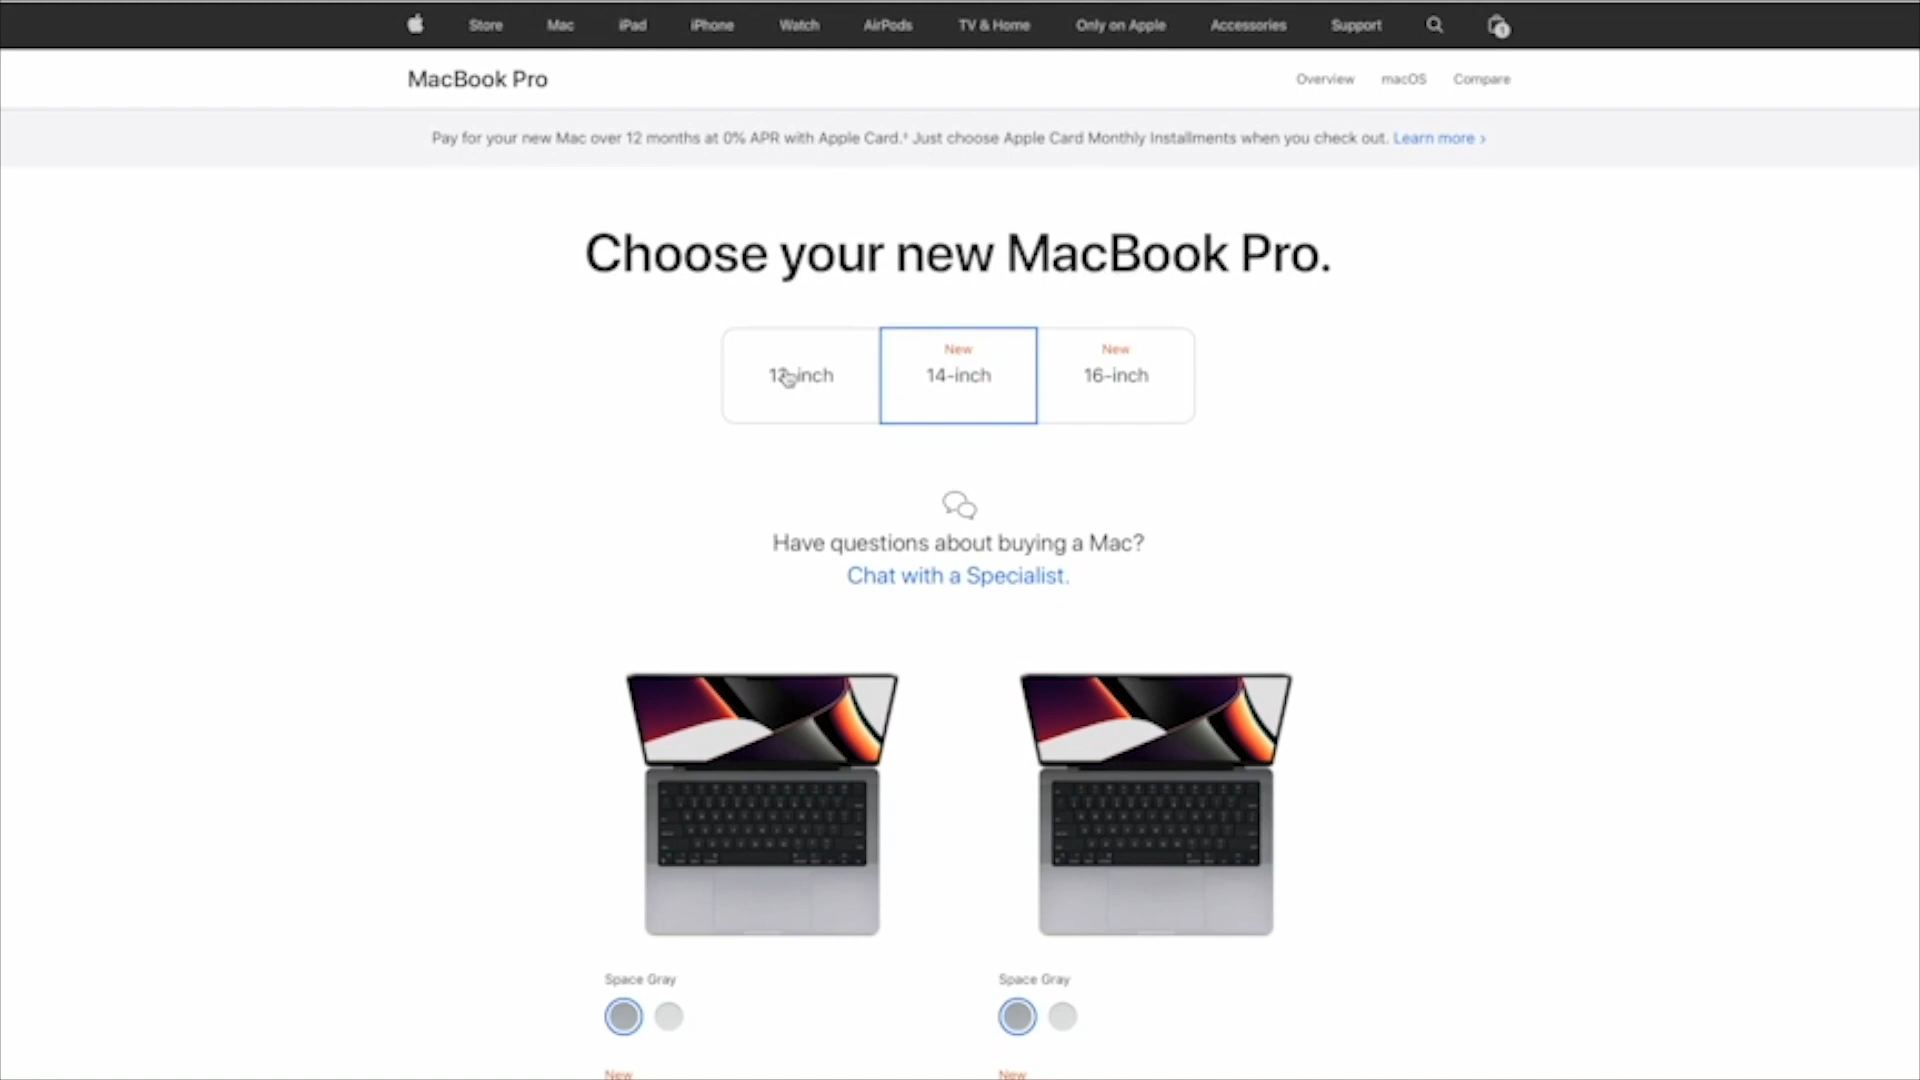 Store Mac iPad iPhone Watch AirPods TV & Home Only on Apple Accessories Support 1
MacBook Pro
Overview macOS Compare
Pay for your new Mac over 12 months at 0% APR with Apple Card.◊ Just choose Apple Card Monthly Installments when you check out. Learn more >
Choose your new MacBook Pro.
13-inch
New
14-inch
New
16-inch
Have questions about buying a Mac?
Chat with a Specialist.
Space Gray
Space Gray
New
New